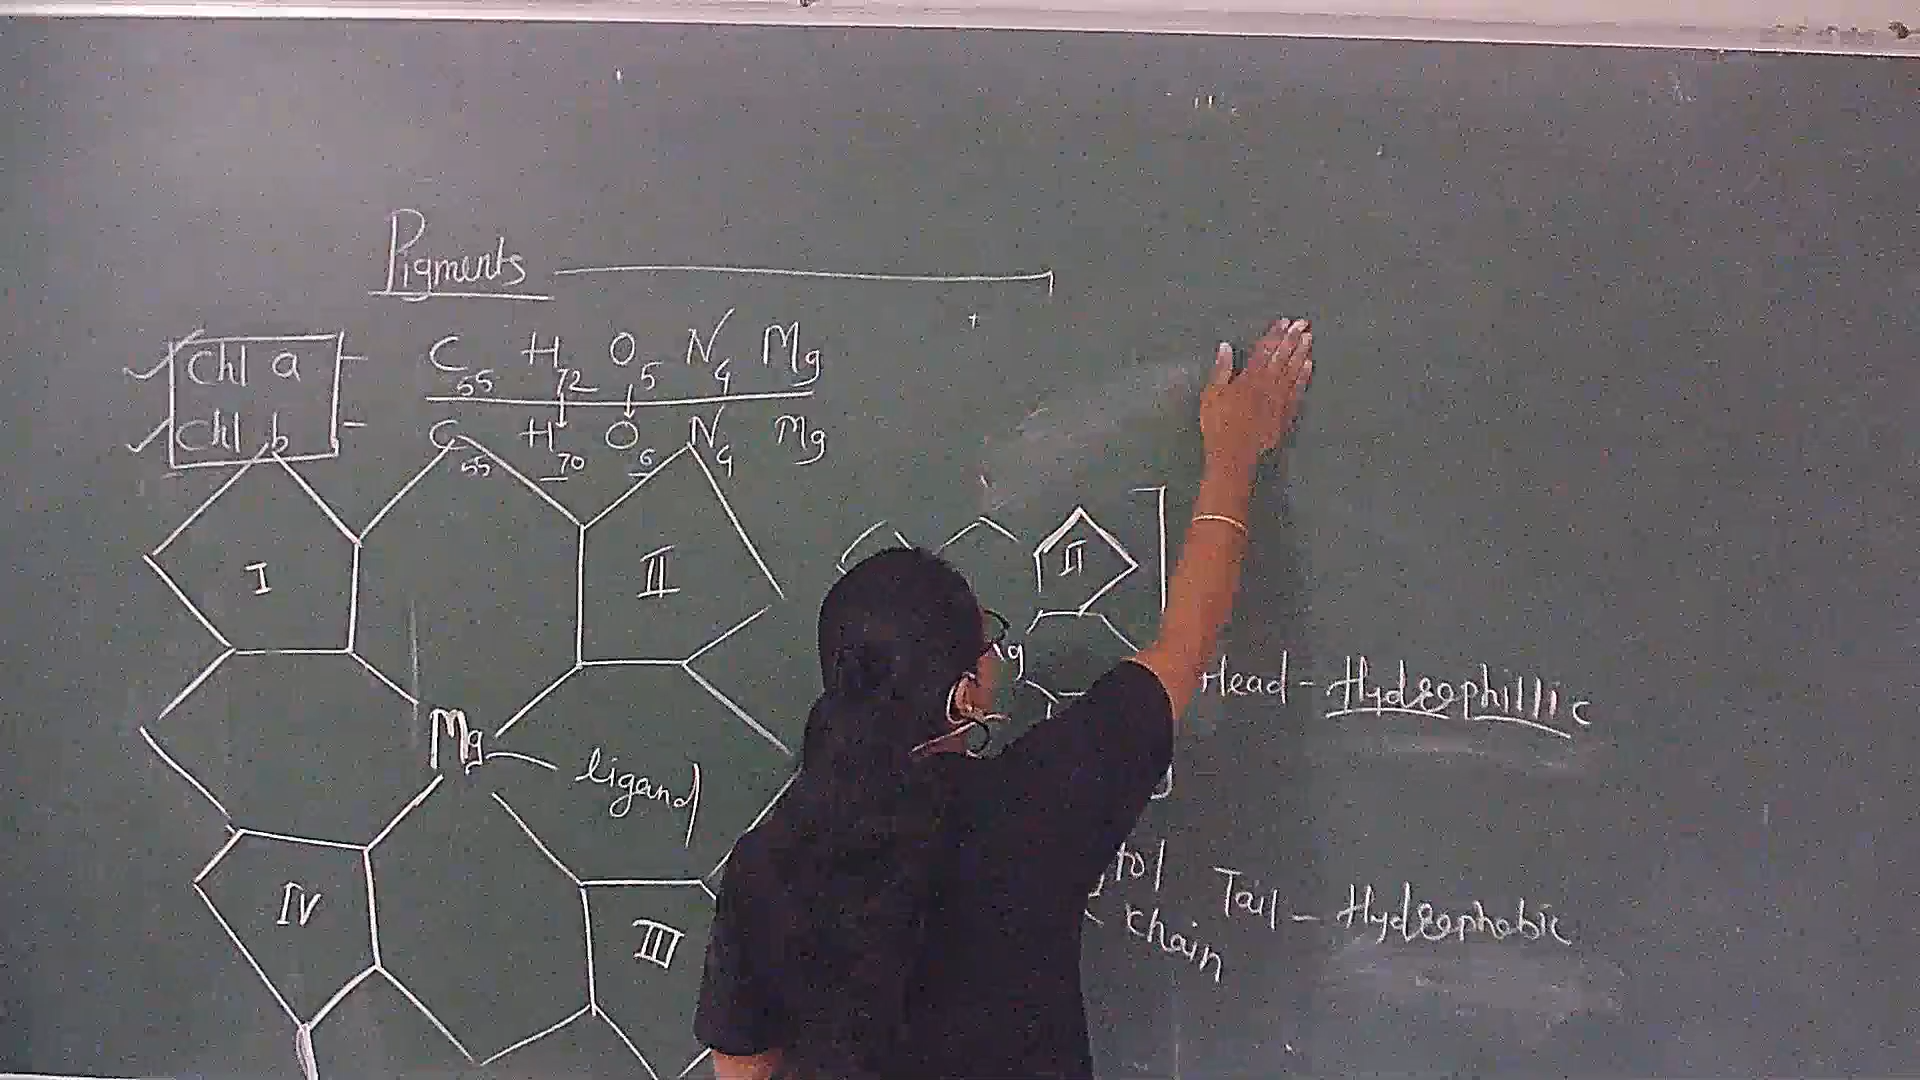 Pigments
Chl a - C55 H72 O5 N4 Mg
Chl b - C55 H70 O6 N4 Mg
I
II
II
Mg
ligand
Head - Hydrophillic
IV
III
chain
Tail - Hydrophobic